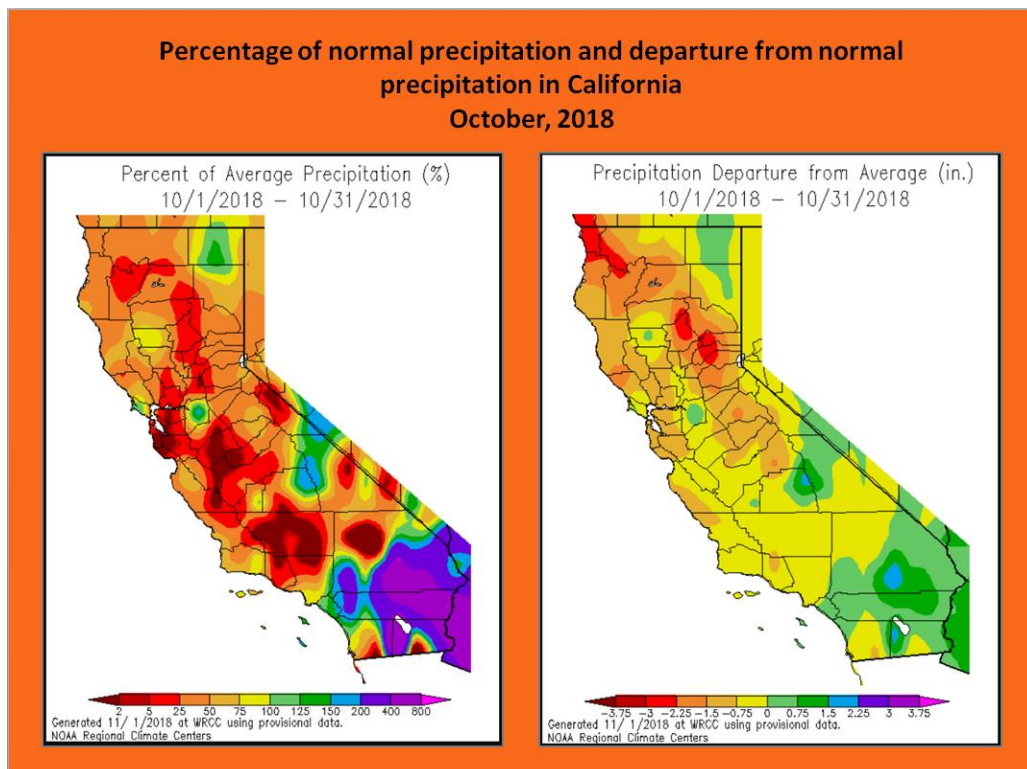 Percentage of normal precipitation and departure from normal
precipitation in California
October, 2018
Percent of Average Precipitation (%)
10/1/2018 – 10/31/2018
2 5 25 50 75 100 125 150 200 400 800
Generated 11/ 1/2018 at WRCC using provisional data.
NOAA Regional Climate Centers
Precipitation Departure from Average (in.)
10/1/2018 – 10/31/2018
-3.75 -3 -2.25 -1.5 -0.75 0 0.75 1.5 2.25 3 3.75
Generated 11/ 1/2018 at WRCC using provisional data.
NOAA Regional Climate Centers